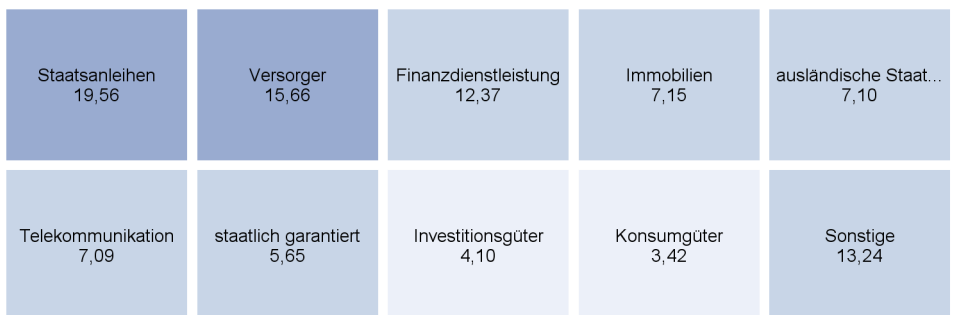 Staatsanleihen
19,56
Versorger
15,66
Finanzdienstleistung
12,37
Immobilien
7,15
ausländische Staat...
7,10
Telekommunikation
7,09
staatlich garantiert
5,65
Investitionsgüter
4,10
Konsumgüter
3,42
Sonstige
13,24